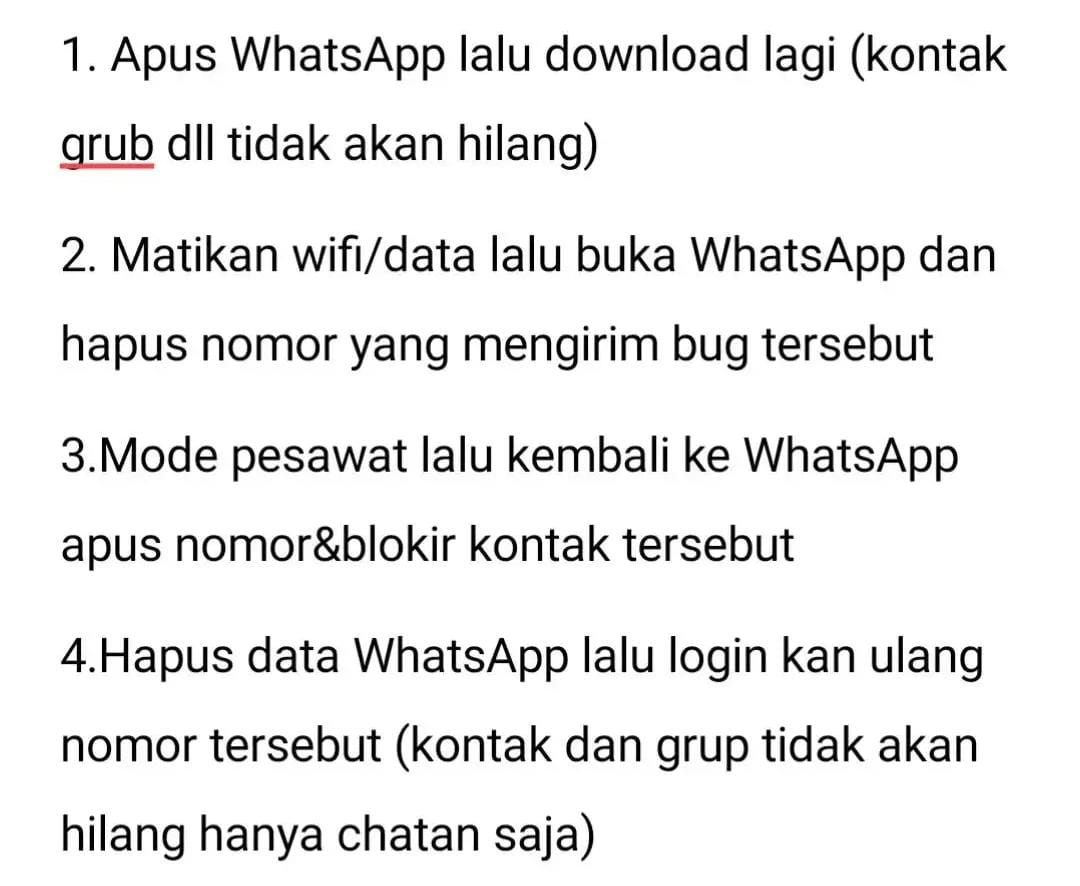 1. Apus WhatsApp lalu download lagi (kontak
grub dll tidak akan hilang)
2. Matikan wifi/data lalu buka WhatsApp dan
hapus nomor yang mengirim bug tersebut
3.Mode pesawat lalu kembali ke WhatsApp
apus nomor&blokir kontak tersebut
4.Hapus data WhatsApp lalu login kan ulang
nomor tersebut (kontak dan grup tidak akan
hilang hanya chatan saja)